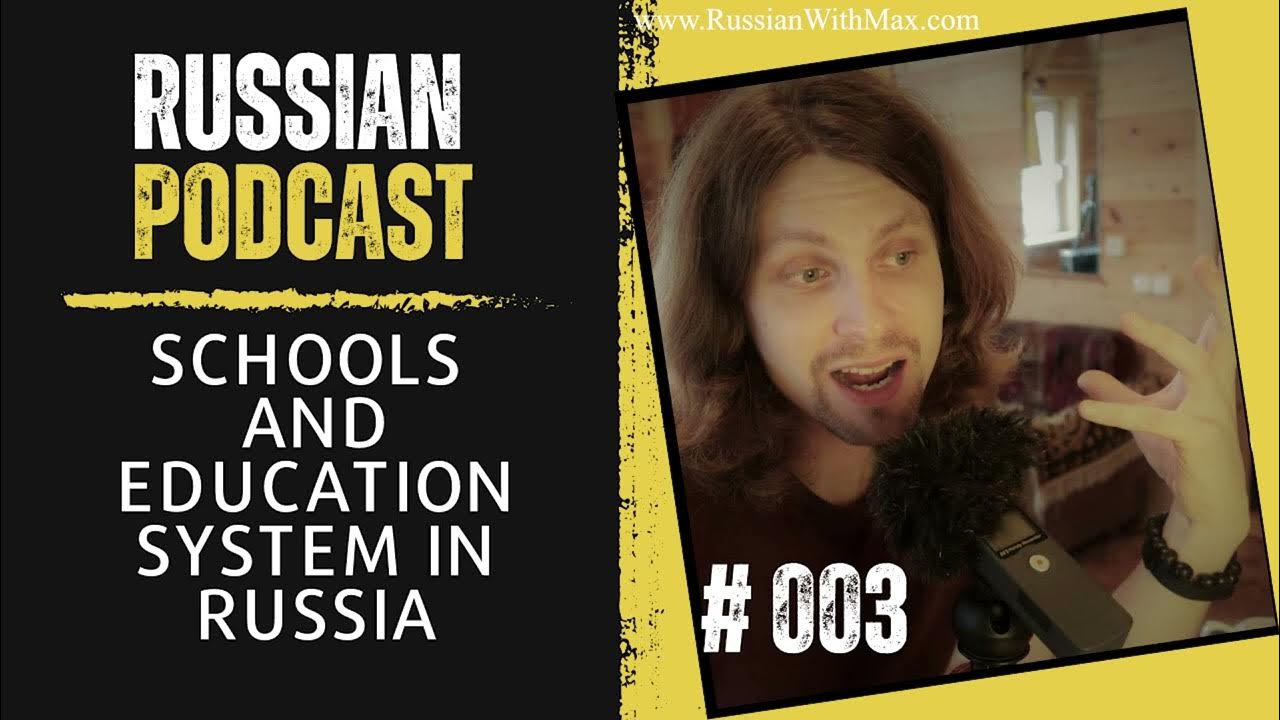 www.RussianWithMax.com
RUSSIAN
PODCAST
SCHOOLS
AND
EDUCATION
SYSTEM IN
RUSSIA
# 003